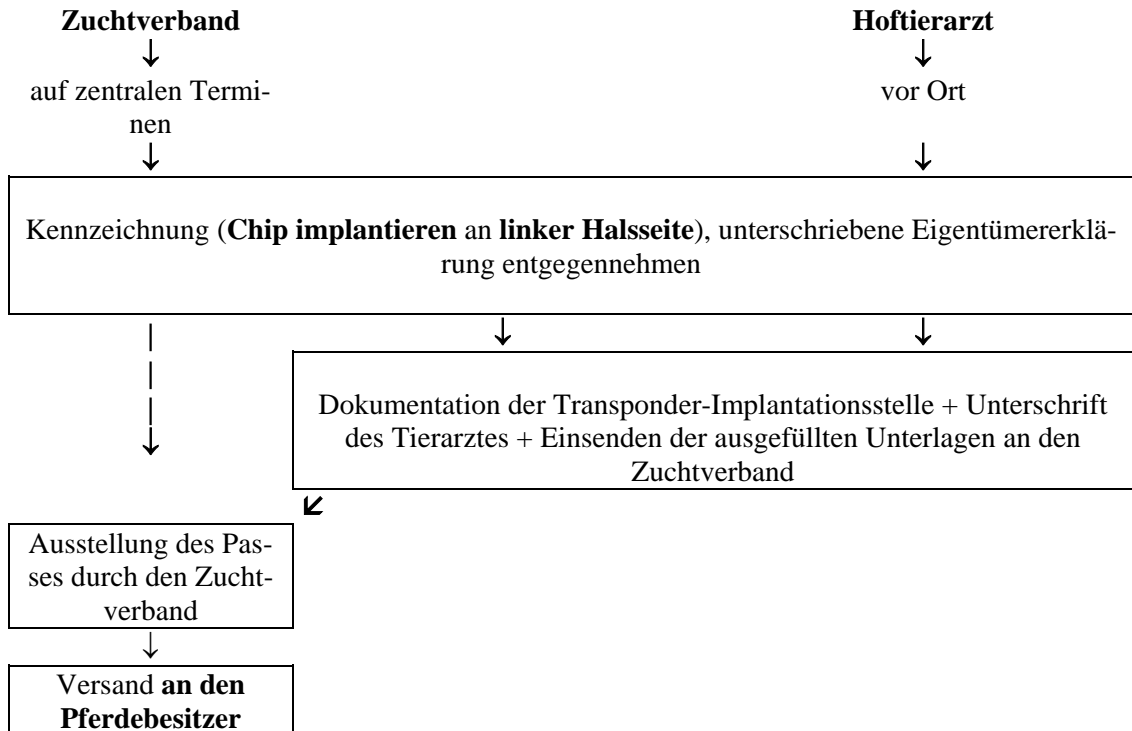 Zuchtverband
Hoftierarzt
↓
↓
auf zentralen Termi-
nen
vor Ort
↓
↓
Kennzeichnung (Chip implantieren an linker Halsseite), unterschriebene Eigentümererklä-
rung entgegennehmen
↓
↓
Dokumentation der Transponder-Implantationsstelle + Unterschrift
des Tierarztes + Einsenden der ausgefüllten Unterlagen an den
Zuchtverband
Ausstellung des Pas-
ses durch den Zucht-
verband
↓
Versand an den
Pferdebesitzer